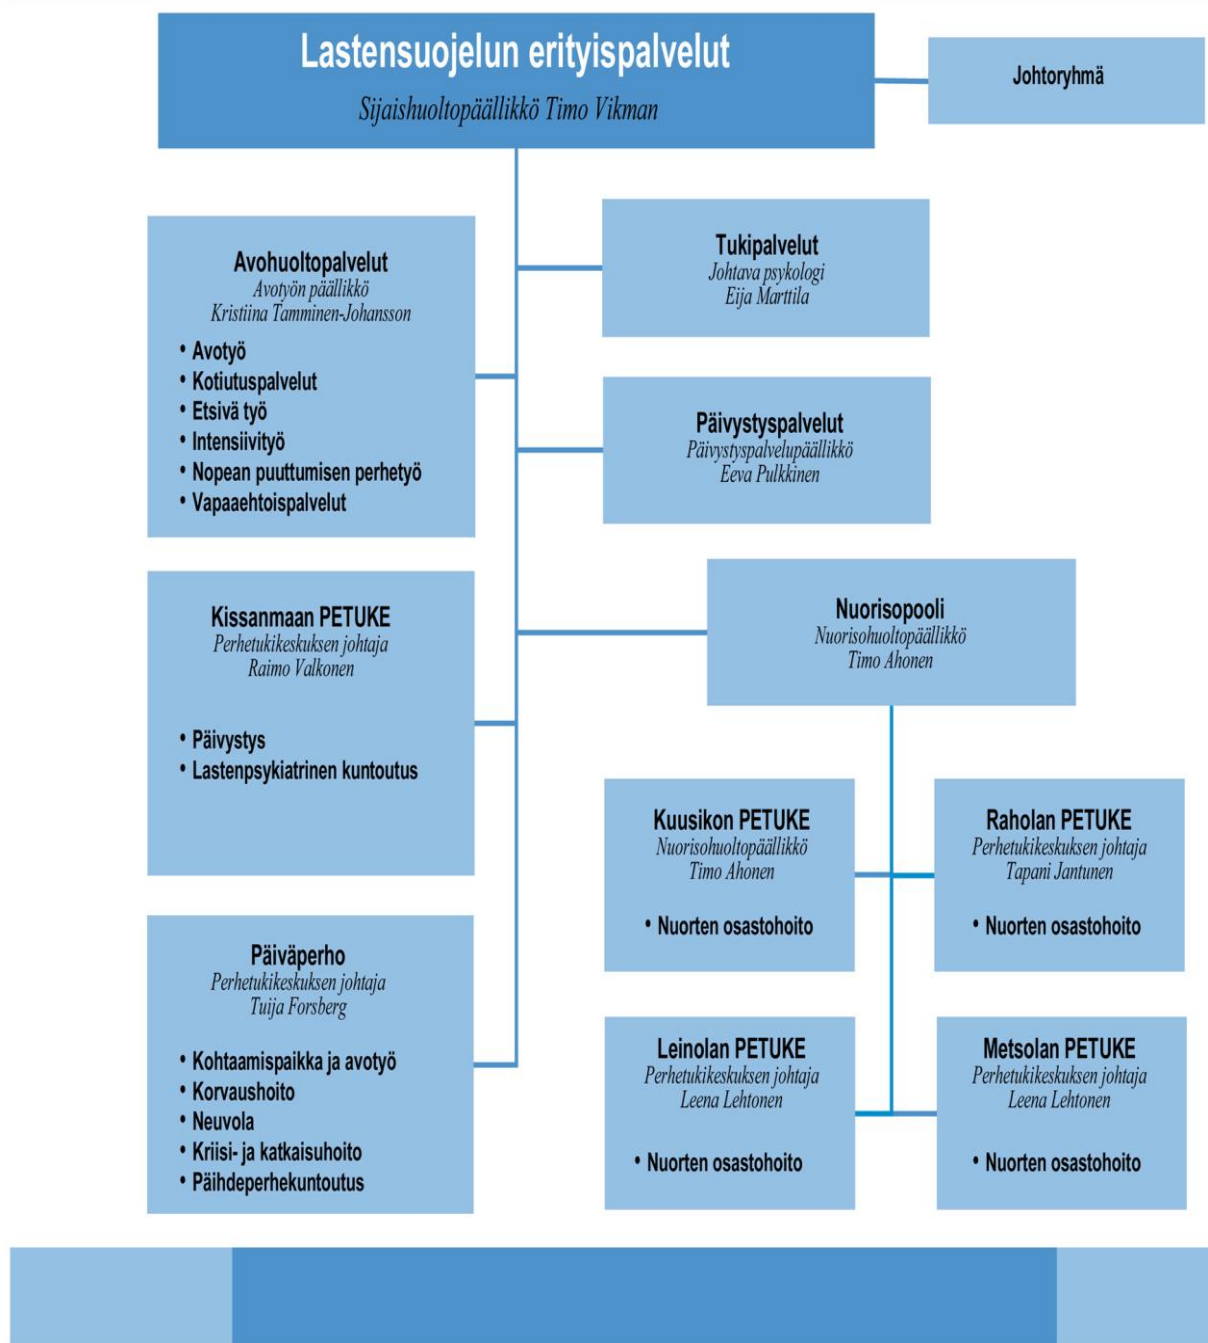 Lastensuojelun erityispalvelut
Sijaishuoltopäällikkö Timo Vikman
Johtoryhmä
Avohuoltopalvelut
Avotyön päällikkö
Kristiina Tamminen-Johansson
• Avotyö
• Kotiutuspalvelut
• Etsivä työ
• Intensiivityö
• Nopean puuttumisen perhetyö
• Vapaaehtoispalvelut
Tukipalvelut
Johtava psykologi
Eija Marttila
Päivystyspalvelut
Päivystyspalvelupäällikkö
Eeva Pulkkinen
Kissanmaan PETUKE
Perhetukikeskuksen johtaja
Raimo Valkonen
• Päivystys
• Lastenpsykiatrinen kuntoutus
Nuorisopooli
Nuorisohuoltopäällikkö
Timo Ahonen
Kuusikon PETUKE
Nuorisohuoltopäällikkö
Timo Ahonen
• Nuorten osastohoito
Raholan PETUKE
Perhetukikeskuksen johtaja
Tapani Jantunen
• Nuorten osastohoito
Päiväperho
Perhetukikeskuksen johtaja
Tuija Forsberg
• Kohtaamispaikka ja avotyö
• Korvaushoito
• Neuvola
• Kriisi- ja katkaisuhoito
• Päihdeperhekuntoutus
Leinolan PETUKE
Perhetukikeskuksen johtaja
Leena Lehtonen
• Nuorten osastohoito
Metsolan PETUKE
Perhetukikeskuksen johtaja
Leena Lehtonen
• Nuorten osastohoito